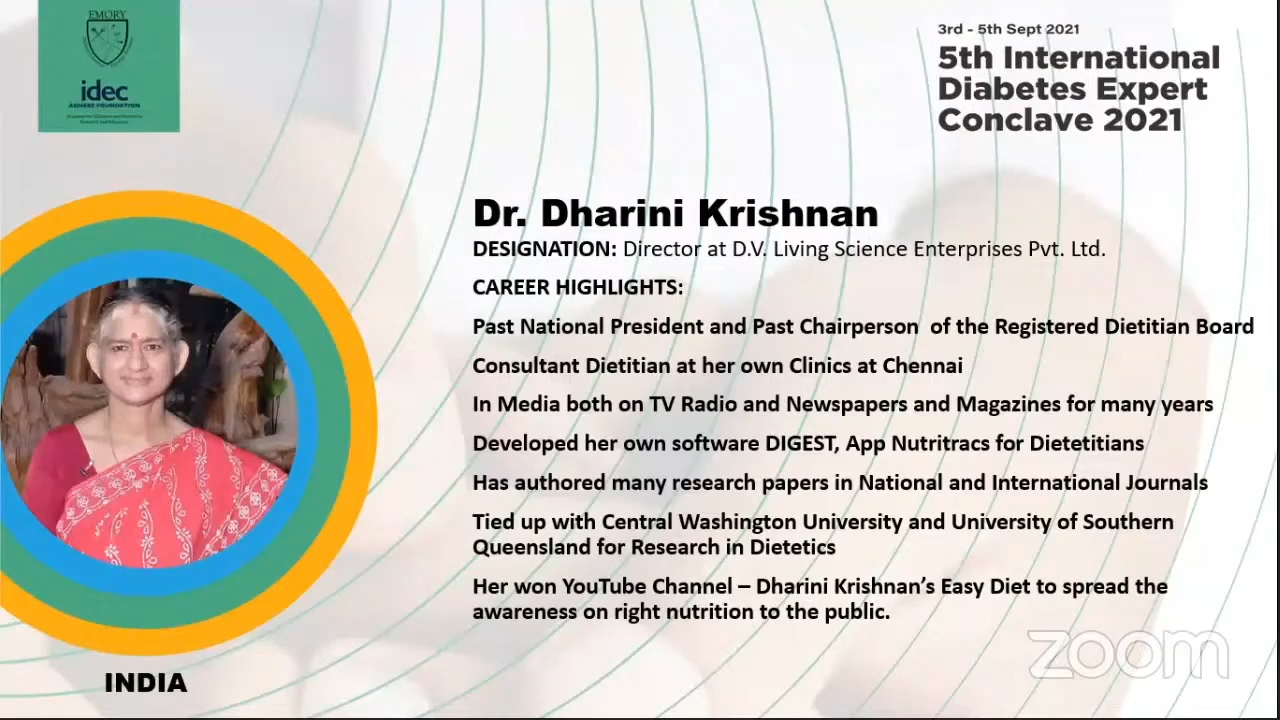 EMORY
idec
ADHERE FOUNDATION
3rd - 5th Sept 2021
5th International
Diabetes Expert
Conclave 2021
Dr. Dharini Krishnan
DESIGNATION: Director at D.V. Living Science Enterprises Pvt. Ltd.
CAREER HIGHLIGHTS:
Past National President and Past Chairperson of the Registered Dietitian Board
Consultant Dietitian at her own Clinics at Chennai
In Media both on TV Radio and Newspapers and Magazines for many years
Developed her own software DIGEST, App Nutritracs for Dietetitians
Has authored many research papers in National and International Journals
Tied up with Central Washington University and University of Southern
Queensland for Research in Dietetics
Her won YouTube Channel – Dharini Krishnan's Easy Diet to spread the
awareness on right nutrition to the public.
INDIA
zoom